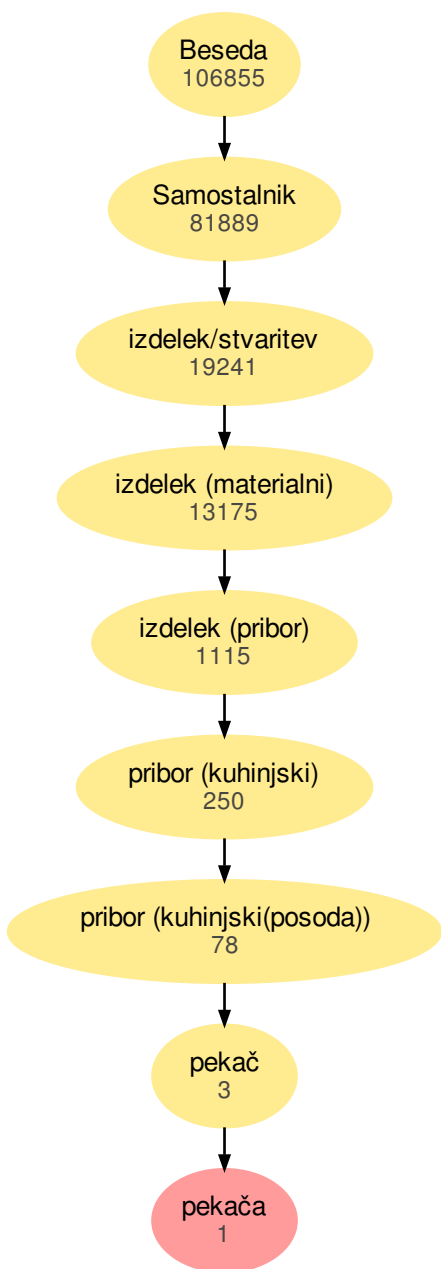 Beseda
106855
Samostalnik
81889
izdelek/stvaritev
19241
izdelek (materialni)
13175
izdelek (pribor)
1115
pribor (kuhinjski)
250
pribor (kuhinjski(posoda))
78
pekač
3
pekača
1